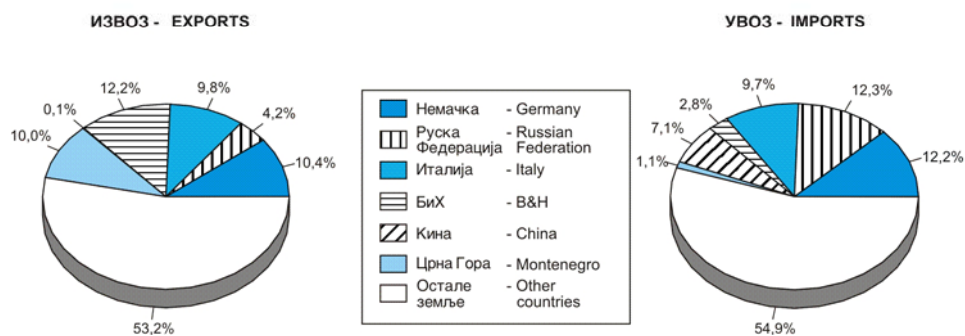 ИЗВОЗ - EXPORTS
12,2%
9,8%
0,1%
4,2%
10,0%
10,4%
53,2%
Немачка - Germany
Руска - Russian
Федерација Federation
Италија - Italy
БиХ - B&H
Кина - China
Црна Гора - Montenegro
Остале - Other
земље countries
УВОЗ - IMPORTS
9,7%
12,3%
2,8%
7,1%
12,2%
1,1%
54,9%